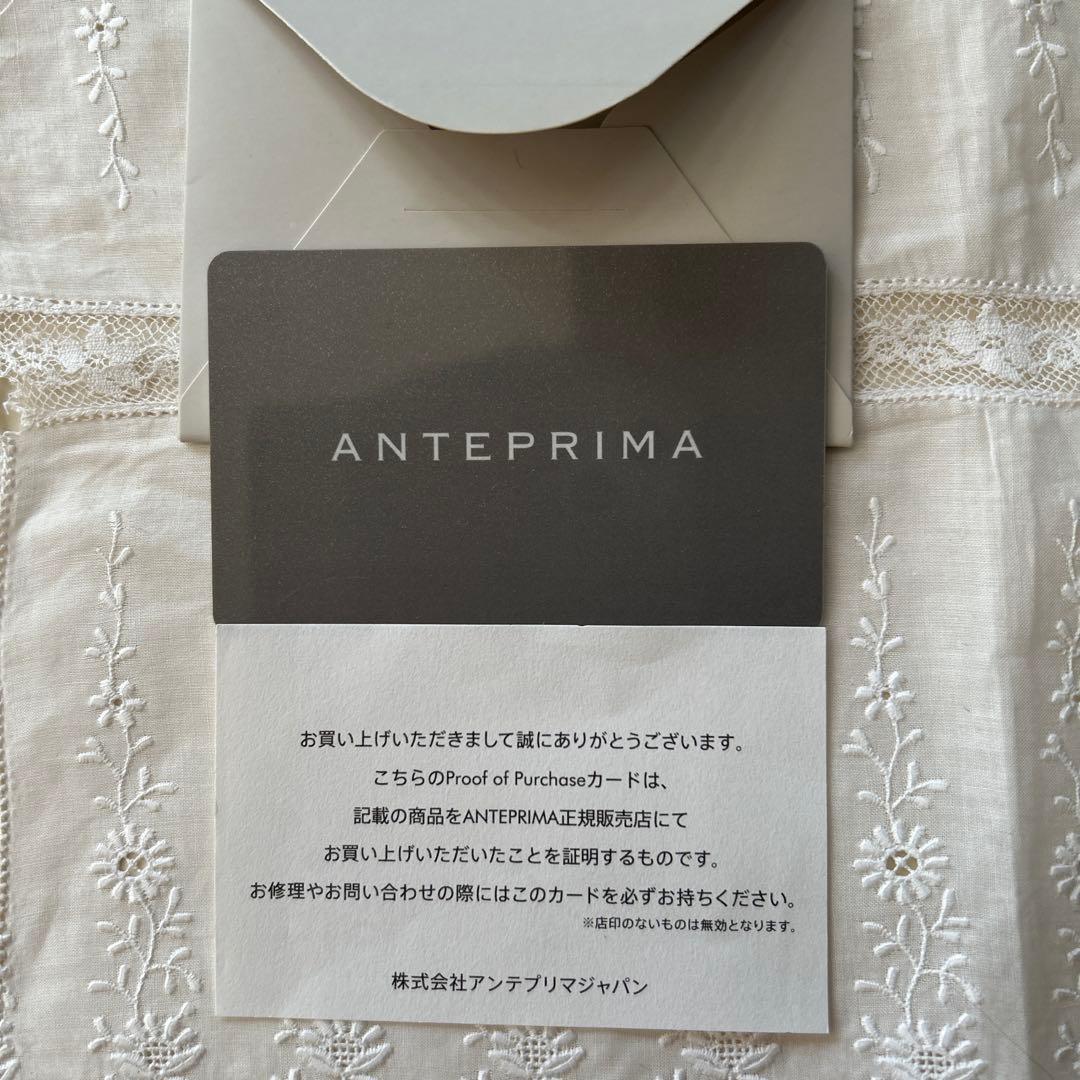 ANTEPRIMA
お買い上げいただきまして誠にありがとうございます。
こちらのProof of Purchaseカードは、
記載の商品をANTEPRIMA正規販売店にて
お買い上げいただいたことを証明するものです。
お修理やお問い合わせの際にはこのカードを必ずお持ちください。
※店印のないものは無効となります。
株式会社アンテプリマジャパン